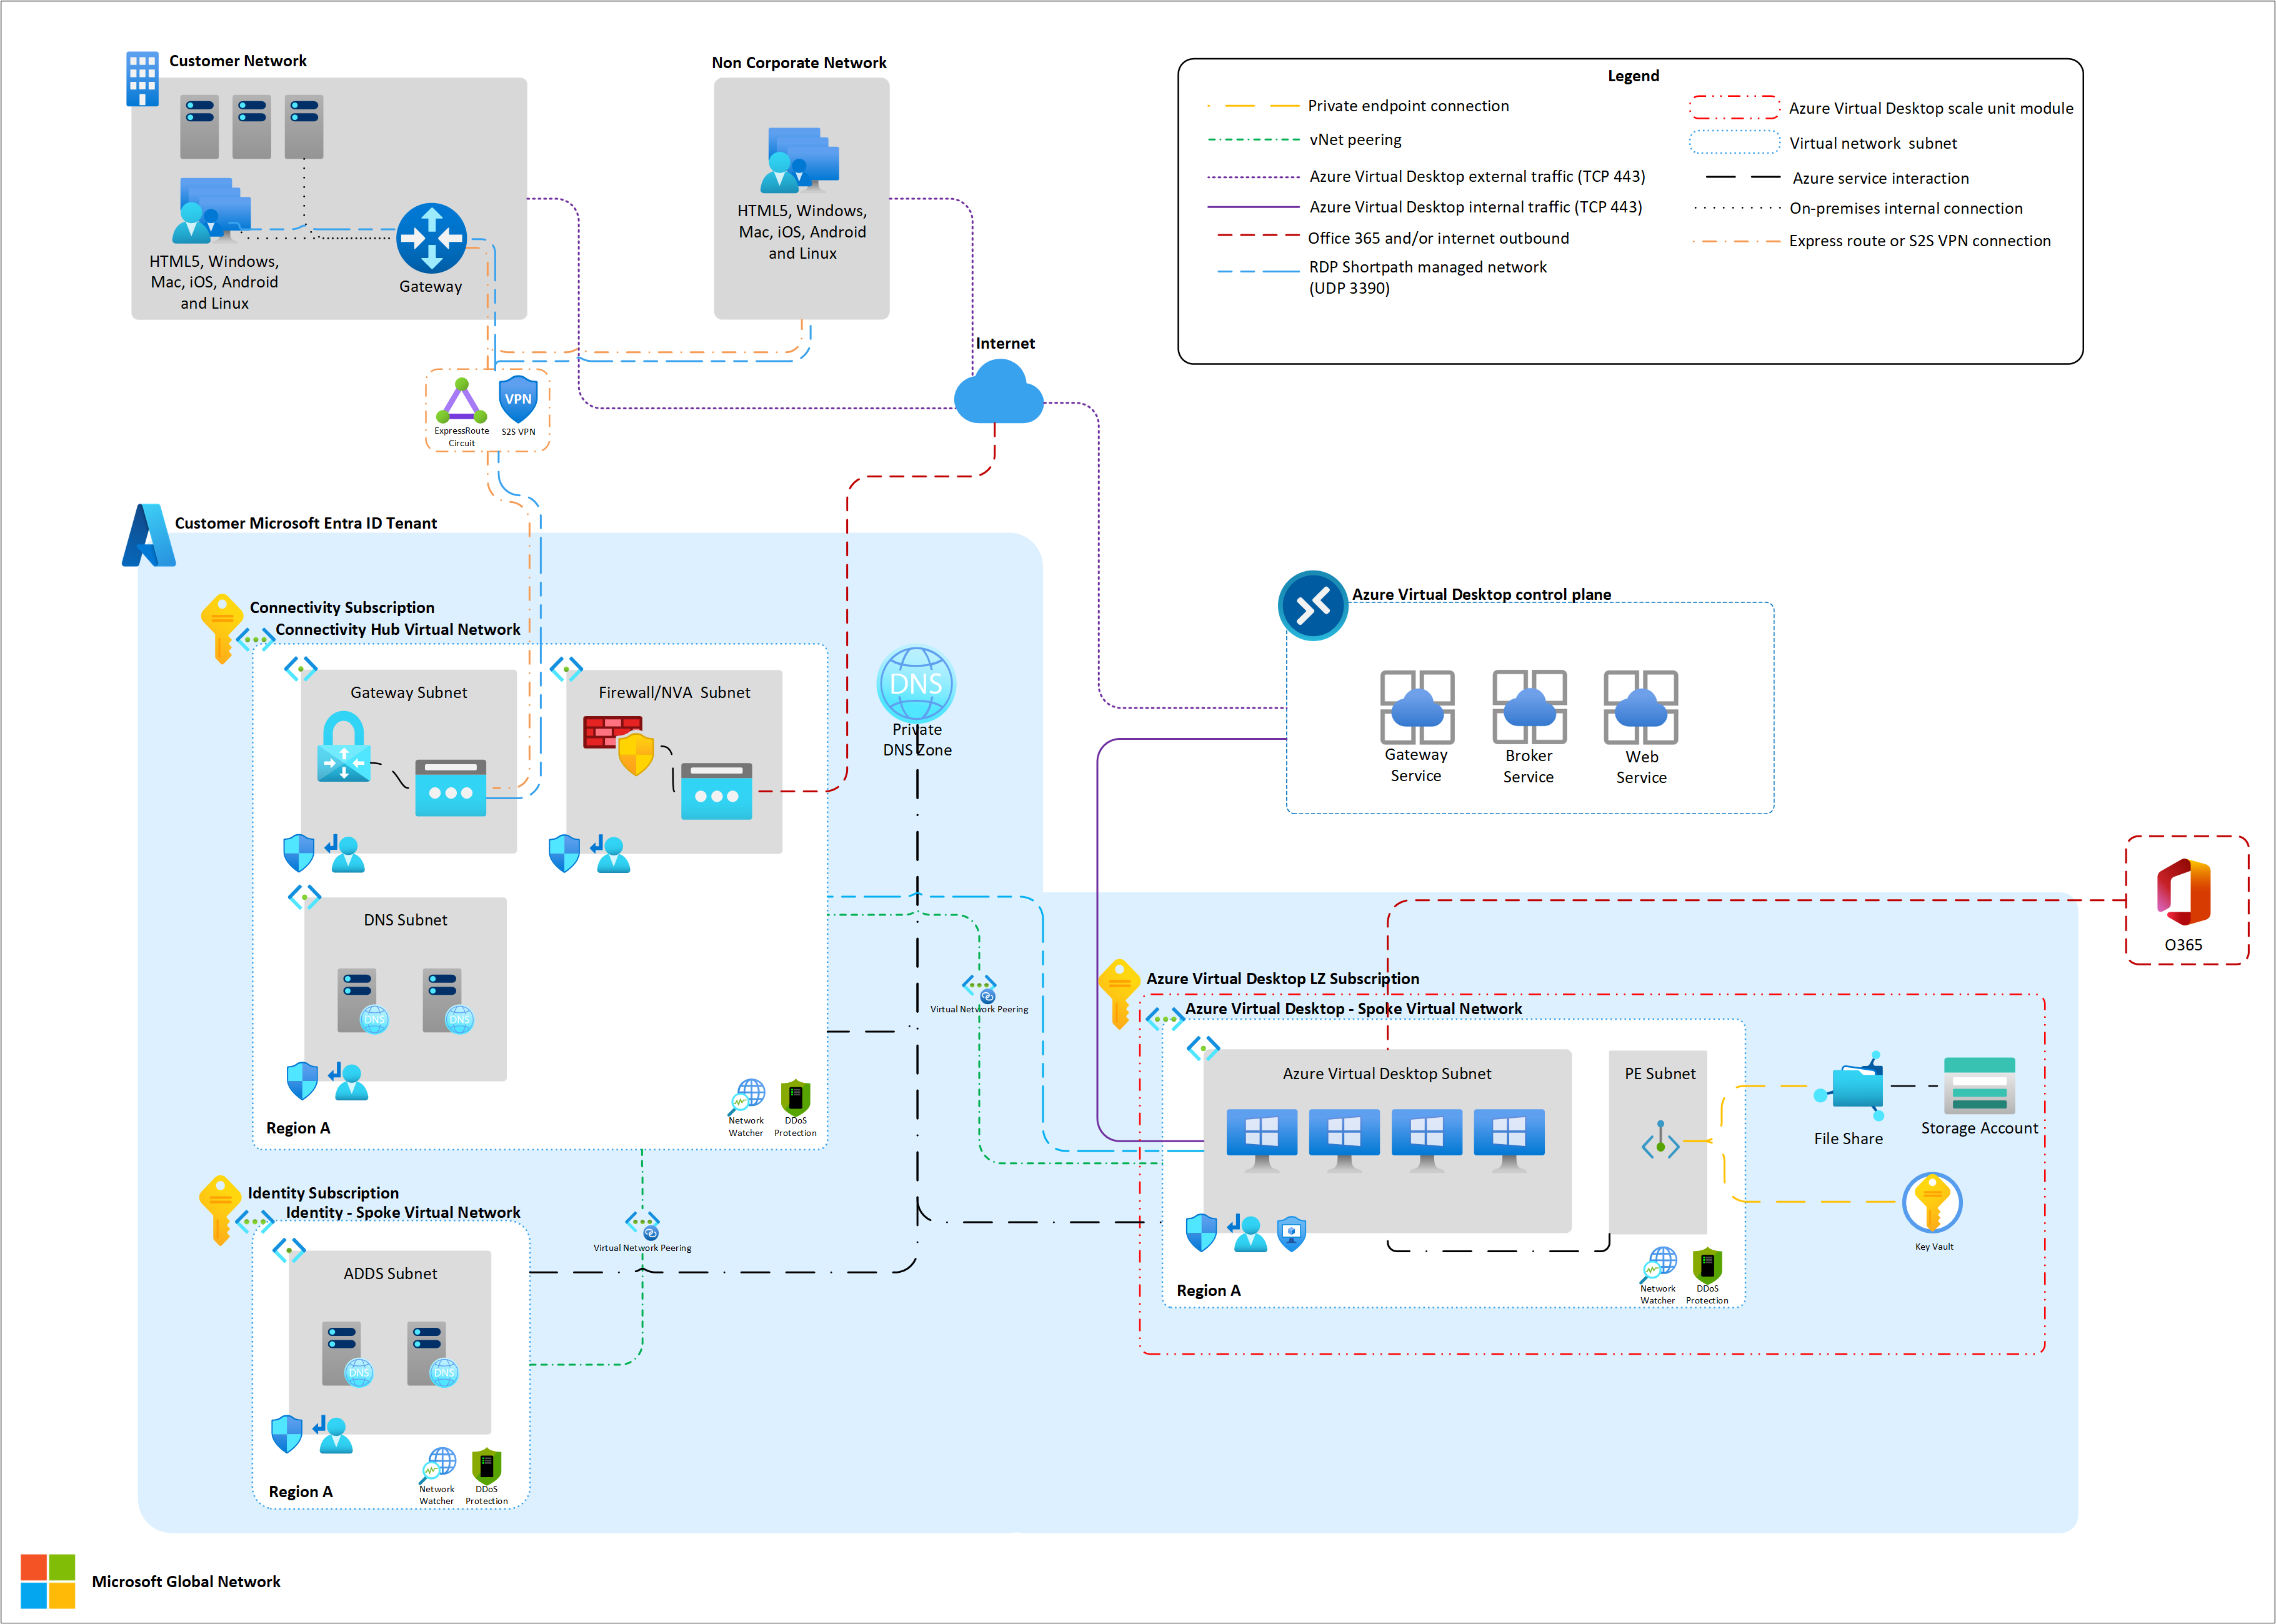 Customer Network
HTML5, Windows,
Mac, iOS, Android
and Linux
Gateway
Non Corporate Network
HTML5, Windows,
Mac, iOS, Android
and Linux
Legend
Private endpoint connection
vNet peering
Azure Virtual Desktop external traffic (TCP 443)
Azure Virtual Desktop internal traffic (TCP 443)
Office 365 and/or internet outbound
RDP Shortpath managed network
(UDP 3390)
Azure Virtual Desktop scale unit module
Virtual network subnet
Azure service interaction
On-premises internal connection
Express route or S2S VPN connection
Internet
VPN
ExpressRoute
Circuit
S2S VPN
Customer Microsoft Entra ID Tenant
Connectivity Subscription
Connectivity Hub Virtual Network
Gateway Subnet
Firewall/NVA Subnet
DNS
Private
DNS Zone
DNS Subnet
DNS
DNS
Region A
Network
Watcher
DDoS
Protection
Azure Virtual Desktop control plane
Gateway
Service
Broker
Service
Web
Service
O365
Virtual Network Peering
Azure Virtual Desktop LZ Subscription
Azure Virtual Desktop - Spoke Virtual Network
Azure Virtual Desktop Subnet
PE Subnet
File Share
Storage Account
Key Vault
Region A
Network
Watcher
DDoS
Protection
Identity Subscription
Identity - Spoke Virtual Network
Virtual Network Peering
ADDS Subnet
DNS
DNS
Region A
Network
Watcher
DDoS
Protection
Microsoft Global Network